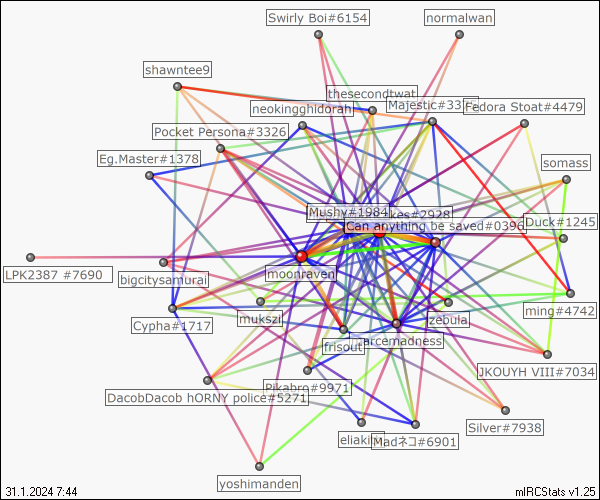 Swirly Boi#6154
normalwan
shawntee9
thesecondtwat
neokingghidorah
Majestic#33
Fedora Stoat#4479
Pocket Persona#3326
Eg.Master#1378
somass
Mushy#1984
kes#2928
Can anything be saved#0396
Duck#1245
moonraven
LPK2387 #7690
bigcitysamurai
mukszi
zebula
ming#4742
Cypha#1717
frisout
arcemadness
JKOUYH VIII#7034
Pikabro#9971
DacobDacob hORNY police#5271
Silver#7938
eliakim
Madネコ#6901
yoshimanden
31.1.2024 7:44
mIRCStats v1.25